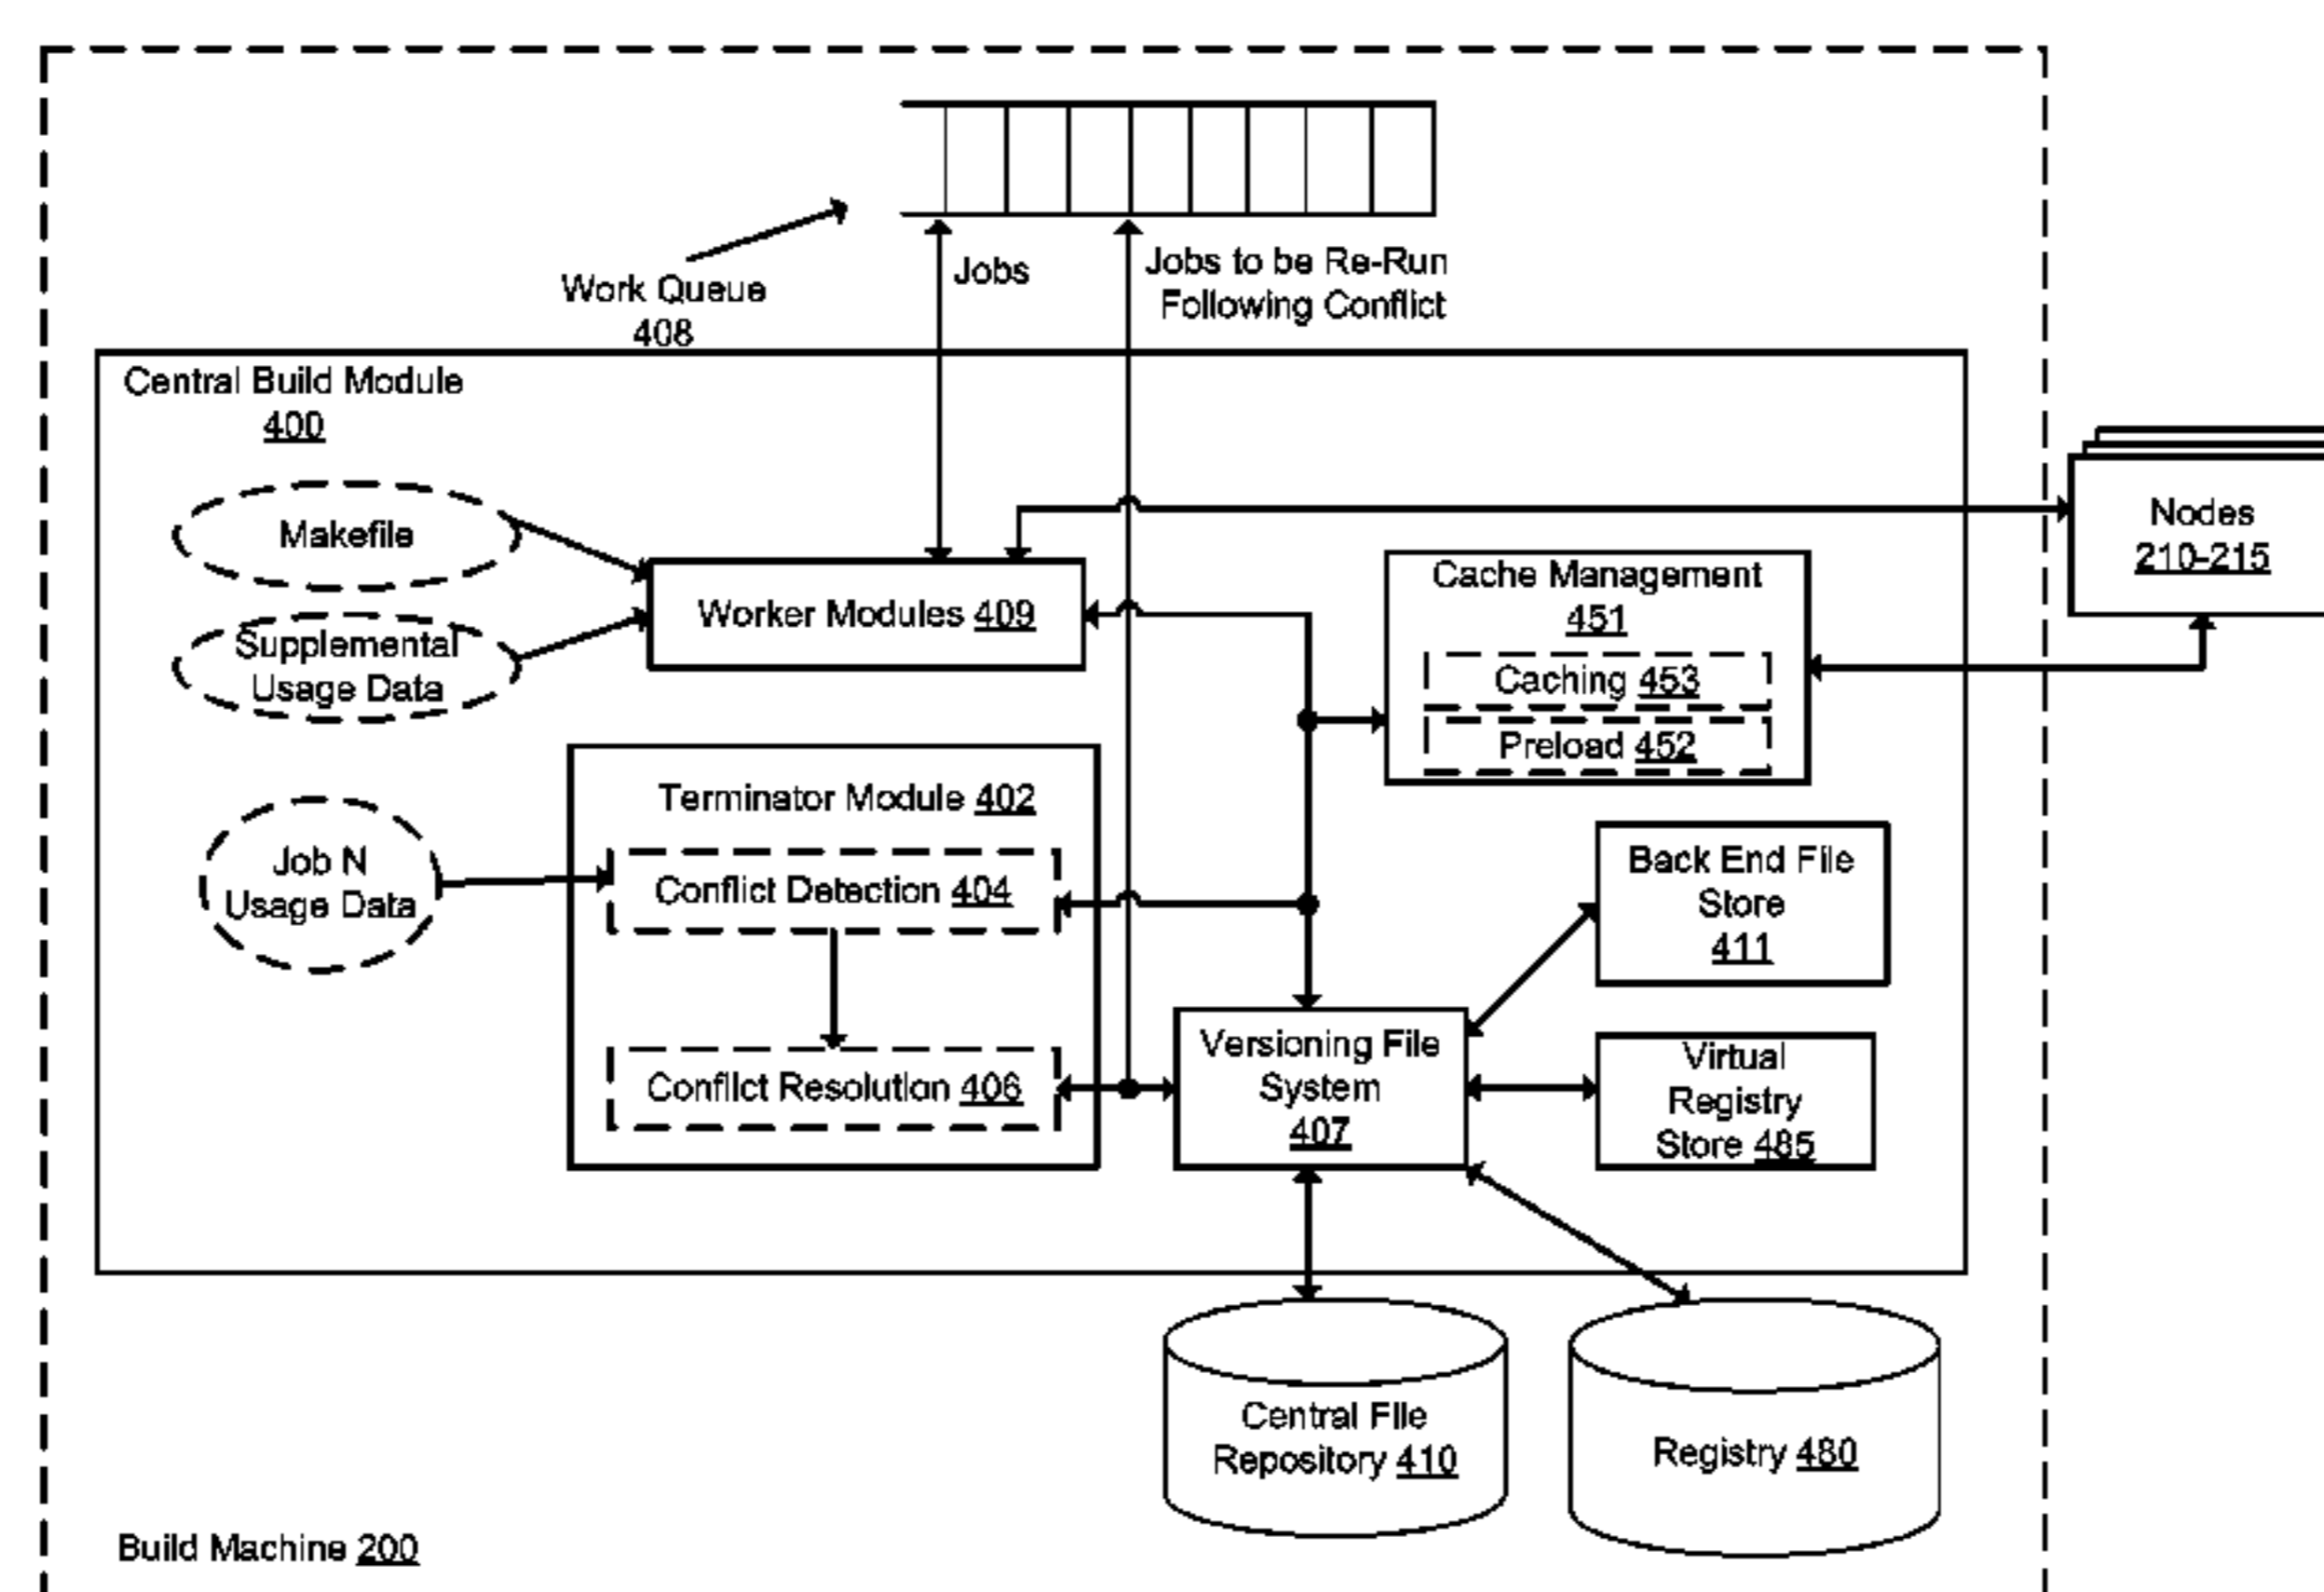 Jobs
Jobs to be Re-Run
Following Conflict
Work Queue
408
Central Build Module
400
Makefile
Supplemental
Usage Data
Worker Modules 409
Nodes
210-215
Cache Management
451
Caching 453
Preload 452
Terminator Module 402
Job N
Usage Data
Conflict Detection 404
Conflict Resolution 406
Back End File
Store
411
Versioning File
System
407
Virtual
Registry
Store 485
Central File
Repository 410
Registry 480
Build Machine 200